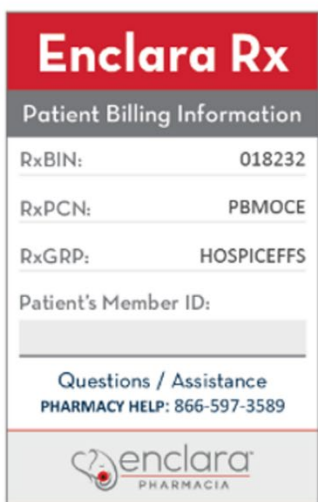 Enclara Rx
Patient Billing Information
RxBIN: 018232
RxPCN: PBMOCE
RxGRP: HOSPICEFFS
Patient's Member ID:
Questions / Assistance
PHARMACY HELP: 866-597-3589
enclara
PHARMACIA